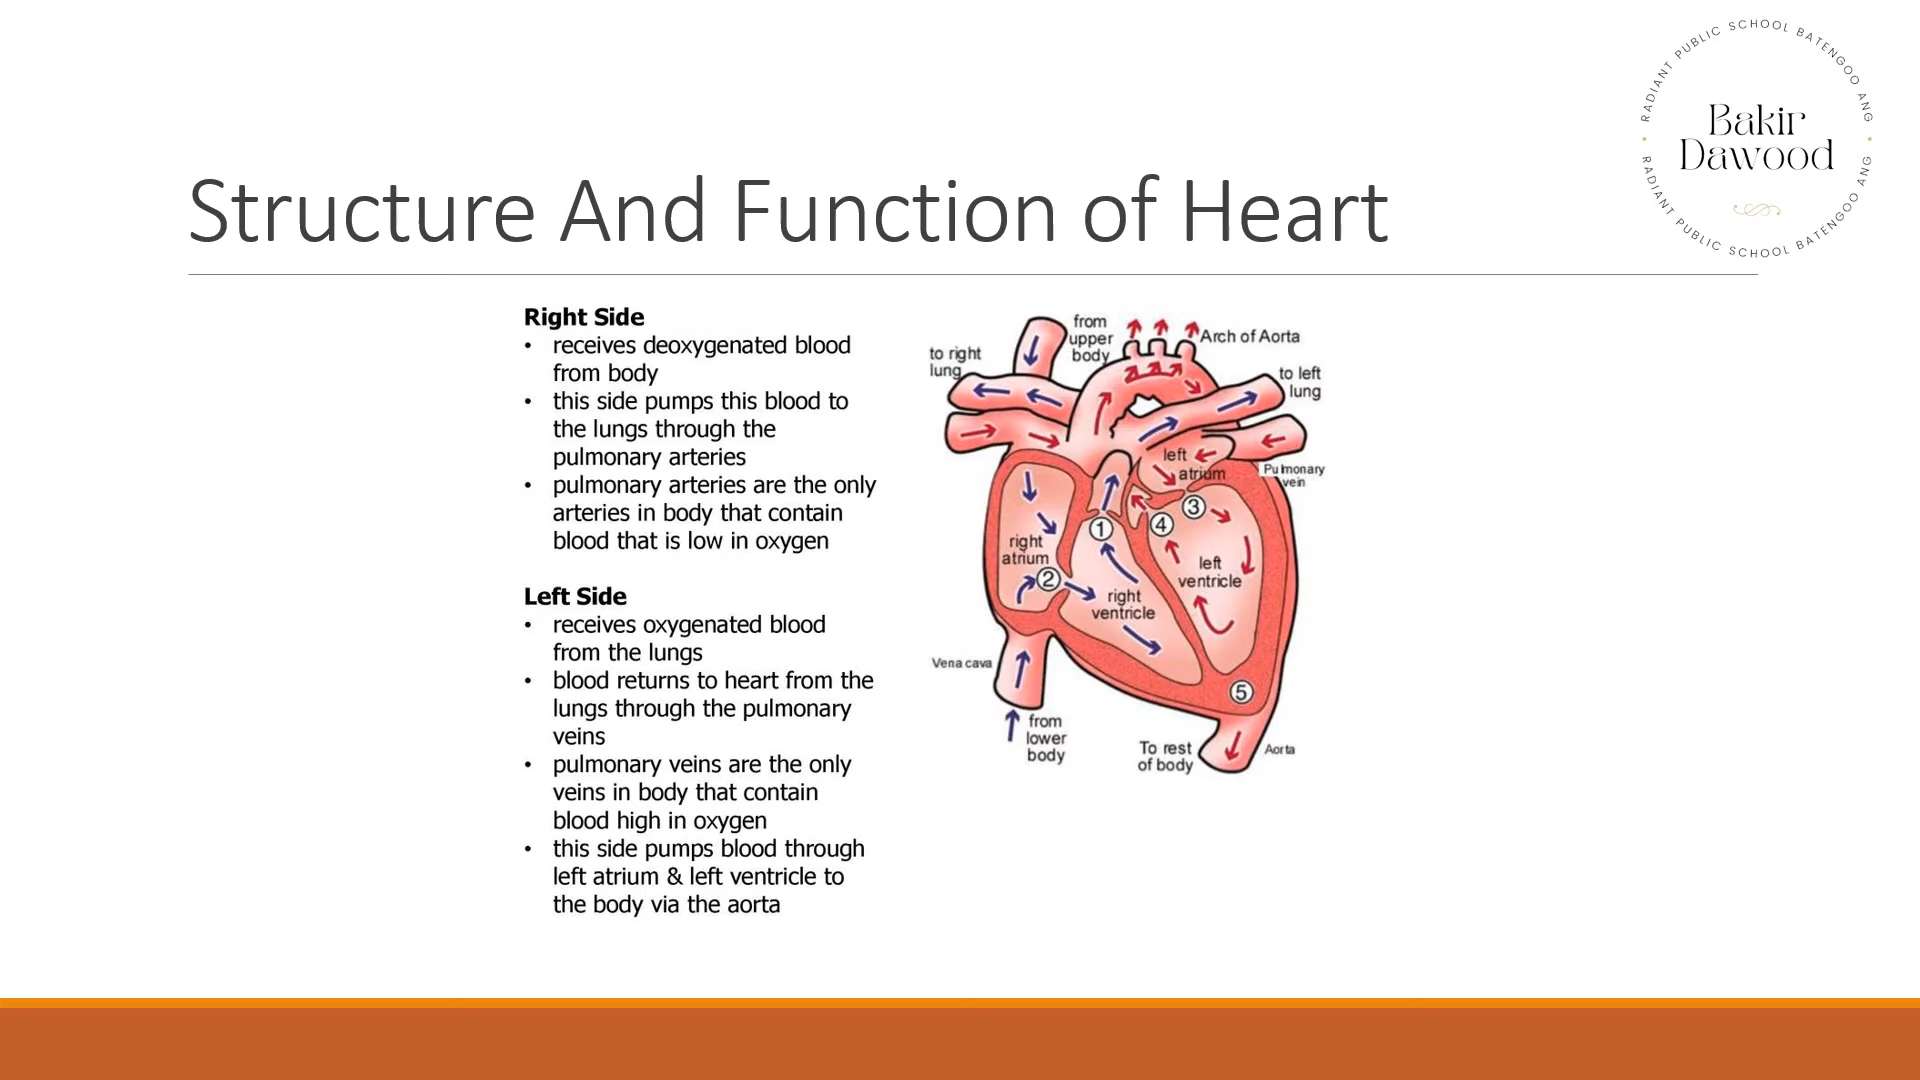 RADIANT PUBLIC SCHOOL BATENGOO ANG
Bakir
Dawood
RADIANT PUBLIC SCHOOL BATENGOO ANG
Structure And Function of Heart
Right Side
• receives deoxygenated blood
from body
• this side pumps this blood to
the lungs through the
pulmonary arteries
• pulmonary arteries are the only
arteries in body that contain
blood that is low in oxygen
Left Side
• receives oxygenated blood
from the lungs
• blood returns to heart from the
lungs through the pulmonary
veins
• pulmonary veins are the only
veins in body that contain
blood high in oxygen
• this side pumps blood through
left atrium & left ventricle to
the body via the aorta
from
upper
body
Arch of Aorta
to right
lung
to left
lung
left
atrium
Pulmonary
vein
3
4
1
right
atrium
2
left
ventricle
right
ventricle
Vena cava
5
from
lower
body
To rest
of body
Aorta